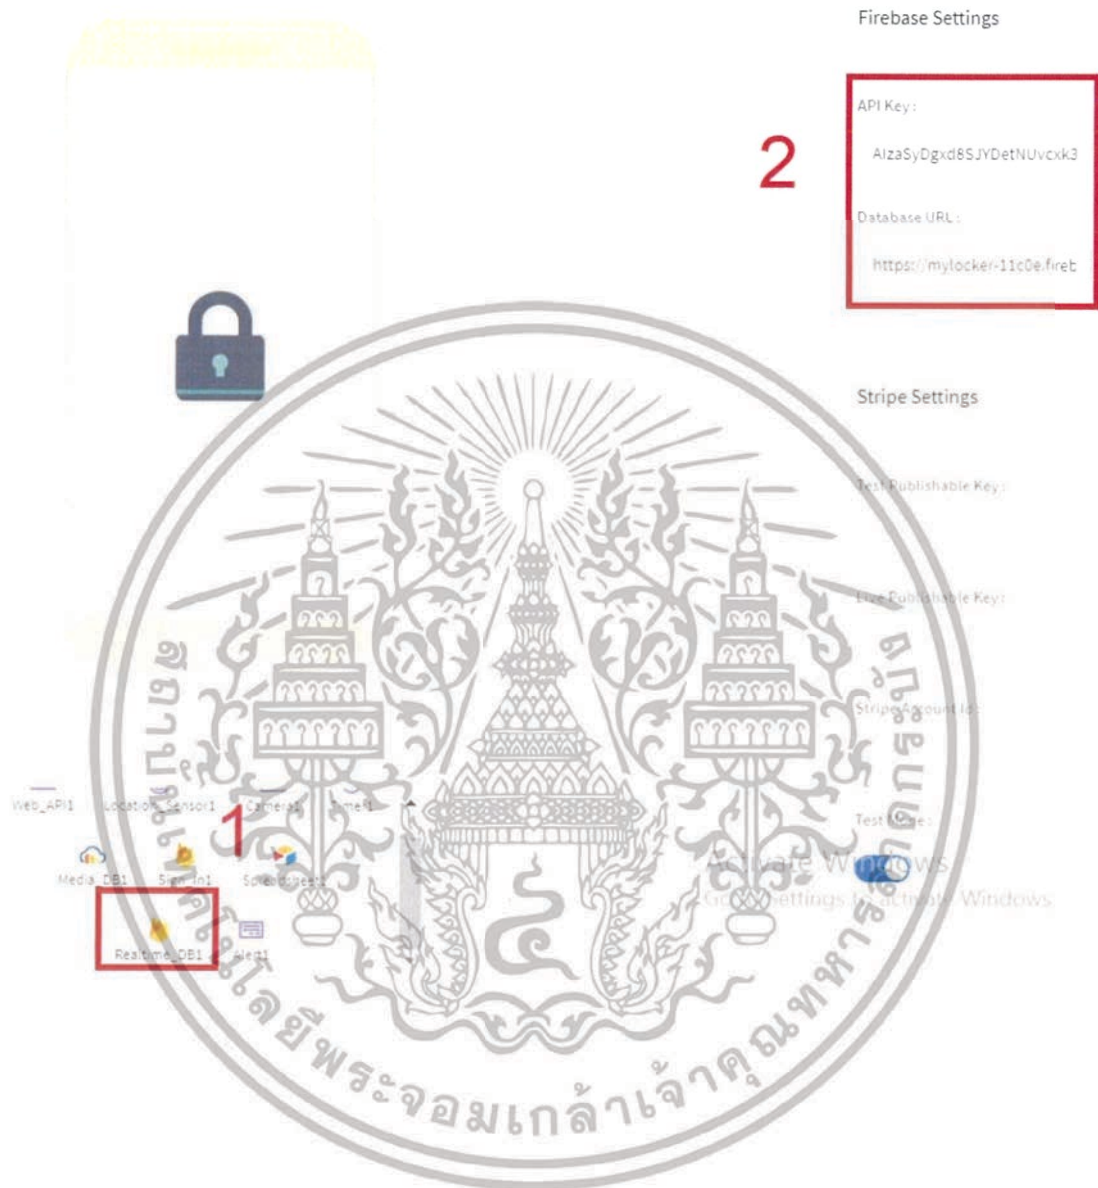 Firebase Settings
API Key :
AIzaSyDgxd8SJYDetNUvcxk3
2
Database URL :
https://mylocker-11c0e.fireb
Stripe Settings
Test Publishable Key :
Live Publishable Key :
Stripe Account Id :
Web_API1 Location_Sensor1 Camera1 Timer1
1
Test Mode :
Media_DB1 Sign_In1 Spreadsheet1
Activate Windows
Go to Settings to activate Windows.
Realtime_DB1 Alert1
สถาบันเทคโนโลยีพระจอมเกล้าเจ้าคุณทหารลาดกระบัง